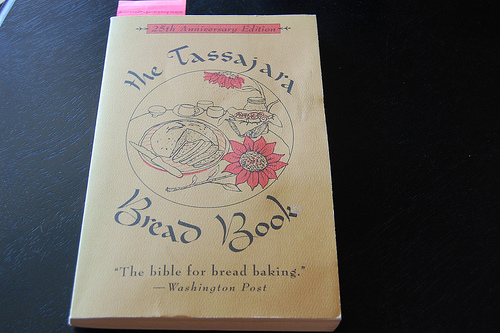 25th Anniversary Edition
the Tassajara
Bread Book
"The bible for bread baking."
—Washington Post